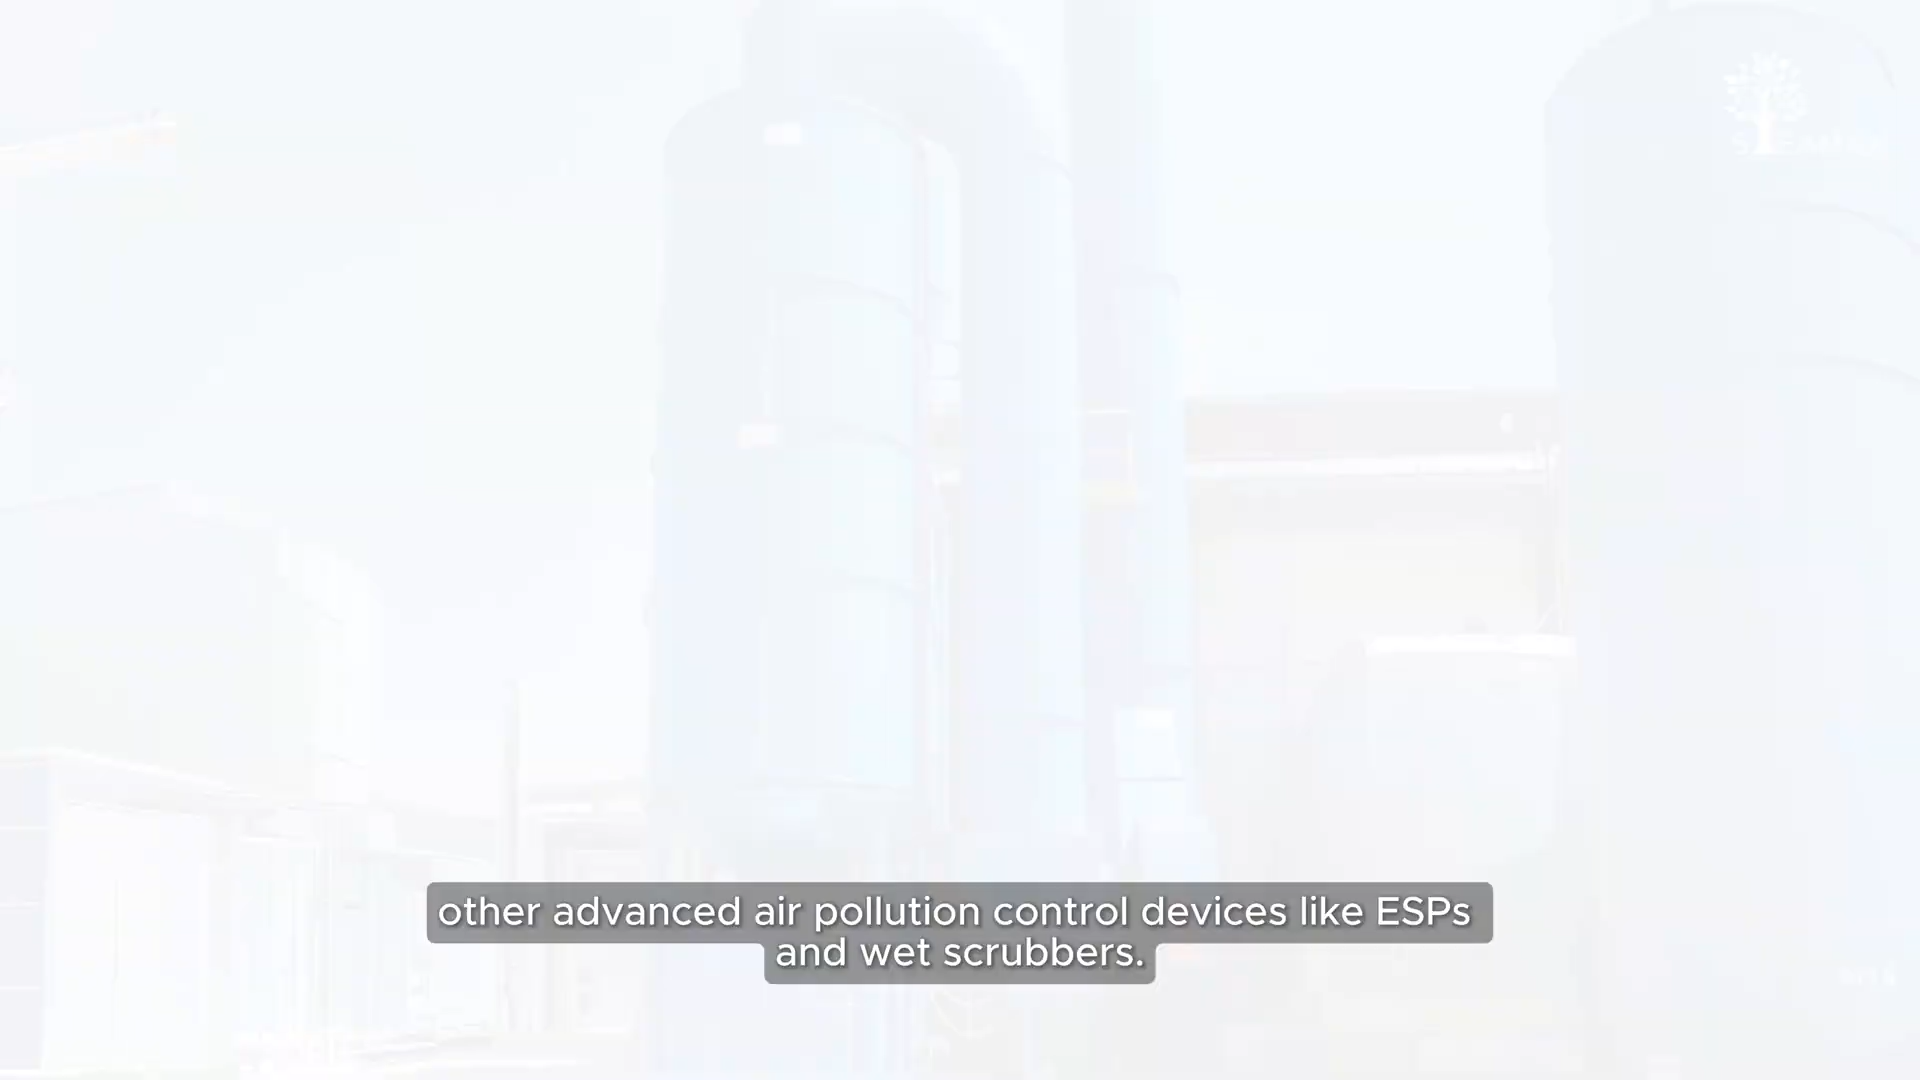 other advanced air pollution control devices like ESPs
and wet scrubbers.